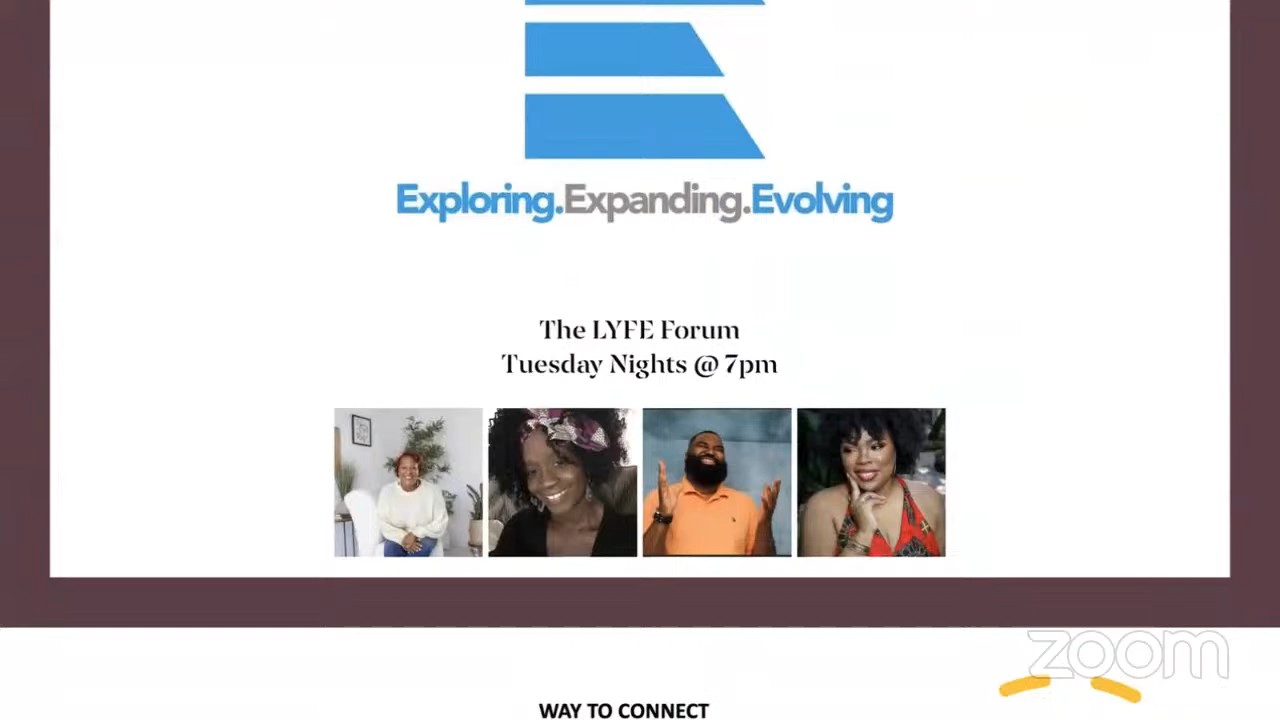 Exploring.Expanding.Evolving
The LYFE Forum
Tuesday Nights @ 7pm
zoom
WAY TO CONNECT